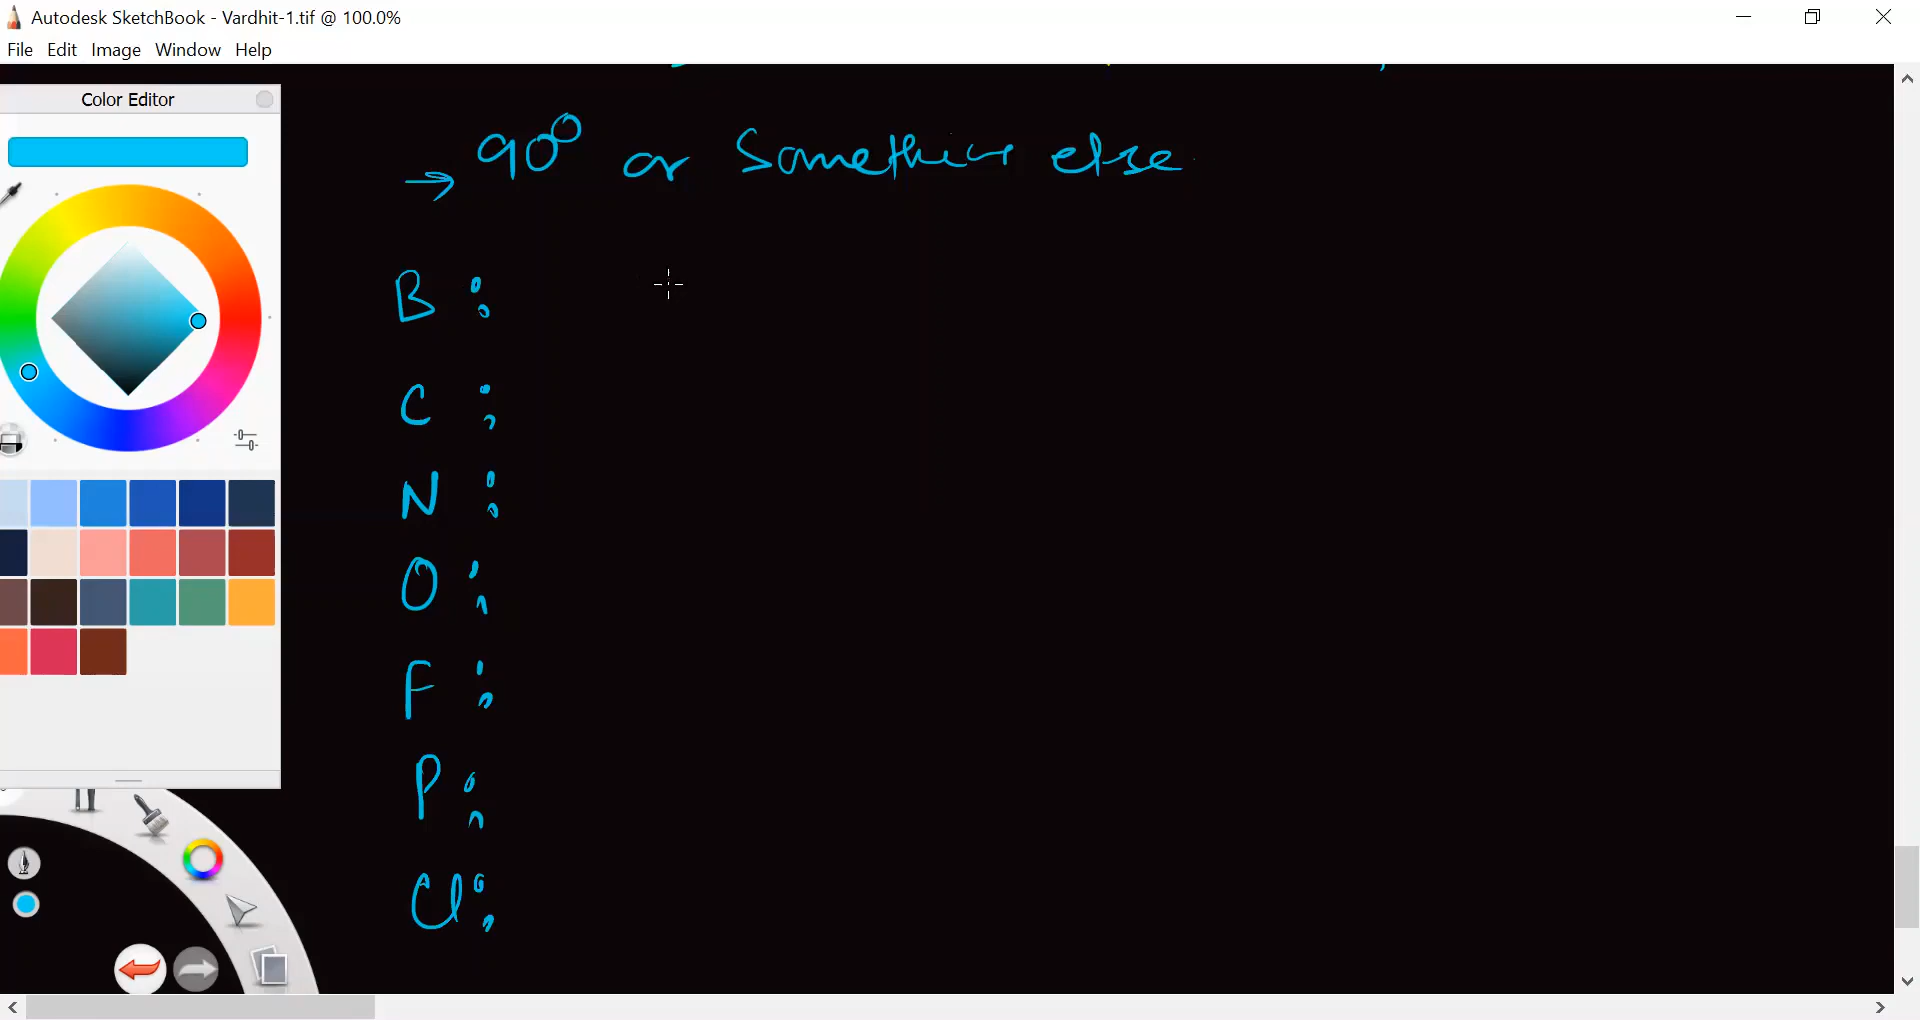 Autodesk SketchBook - Vardhit-1.tif @ 100.0%
File Edit Image Window Help
Color Editor
→ 90° or Something else
B :
C :
N :
O :
F :
P :
Cl :